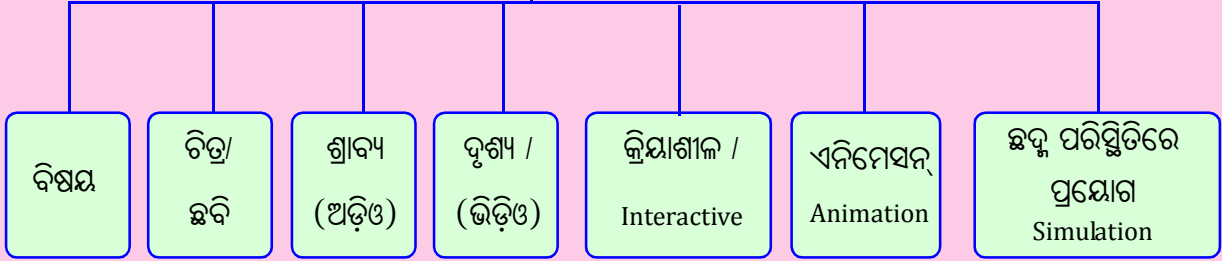 ବିଷୟ
ଚିତ୍ର/
ଛବି
ଶ୍ରାବ୍ୟ
(ଅଡ଼ିଓ)
ଦୃଶ୍ୟ /
(ଭିଡ଼ିଓ)
କ୍ରିୟାଶୀଳ /
Interactive
ଏନିମେସନ୍
Animation
ଛଦ୍ମ ପରିସ୍ଥିତିରେ
ପ୍ରୟୋଗ
Simulation